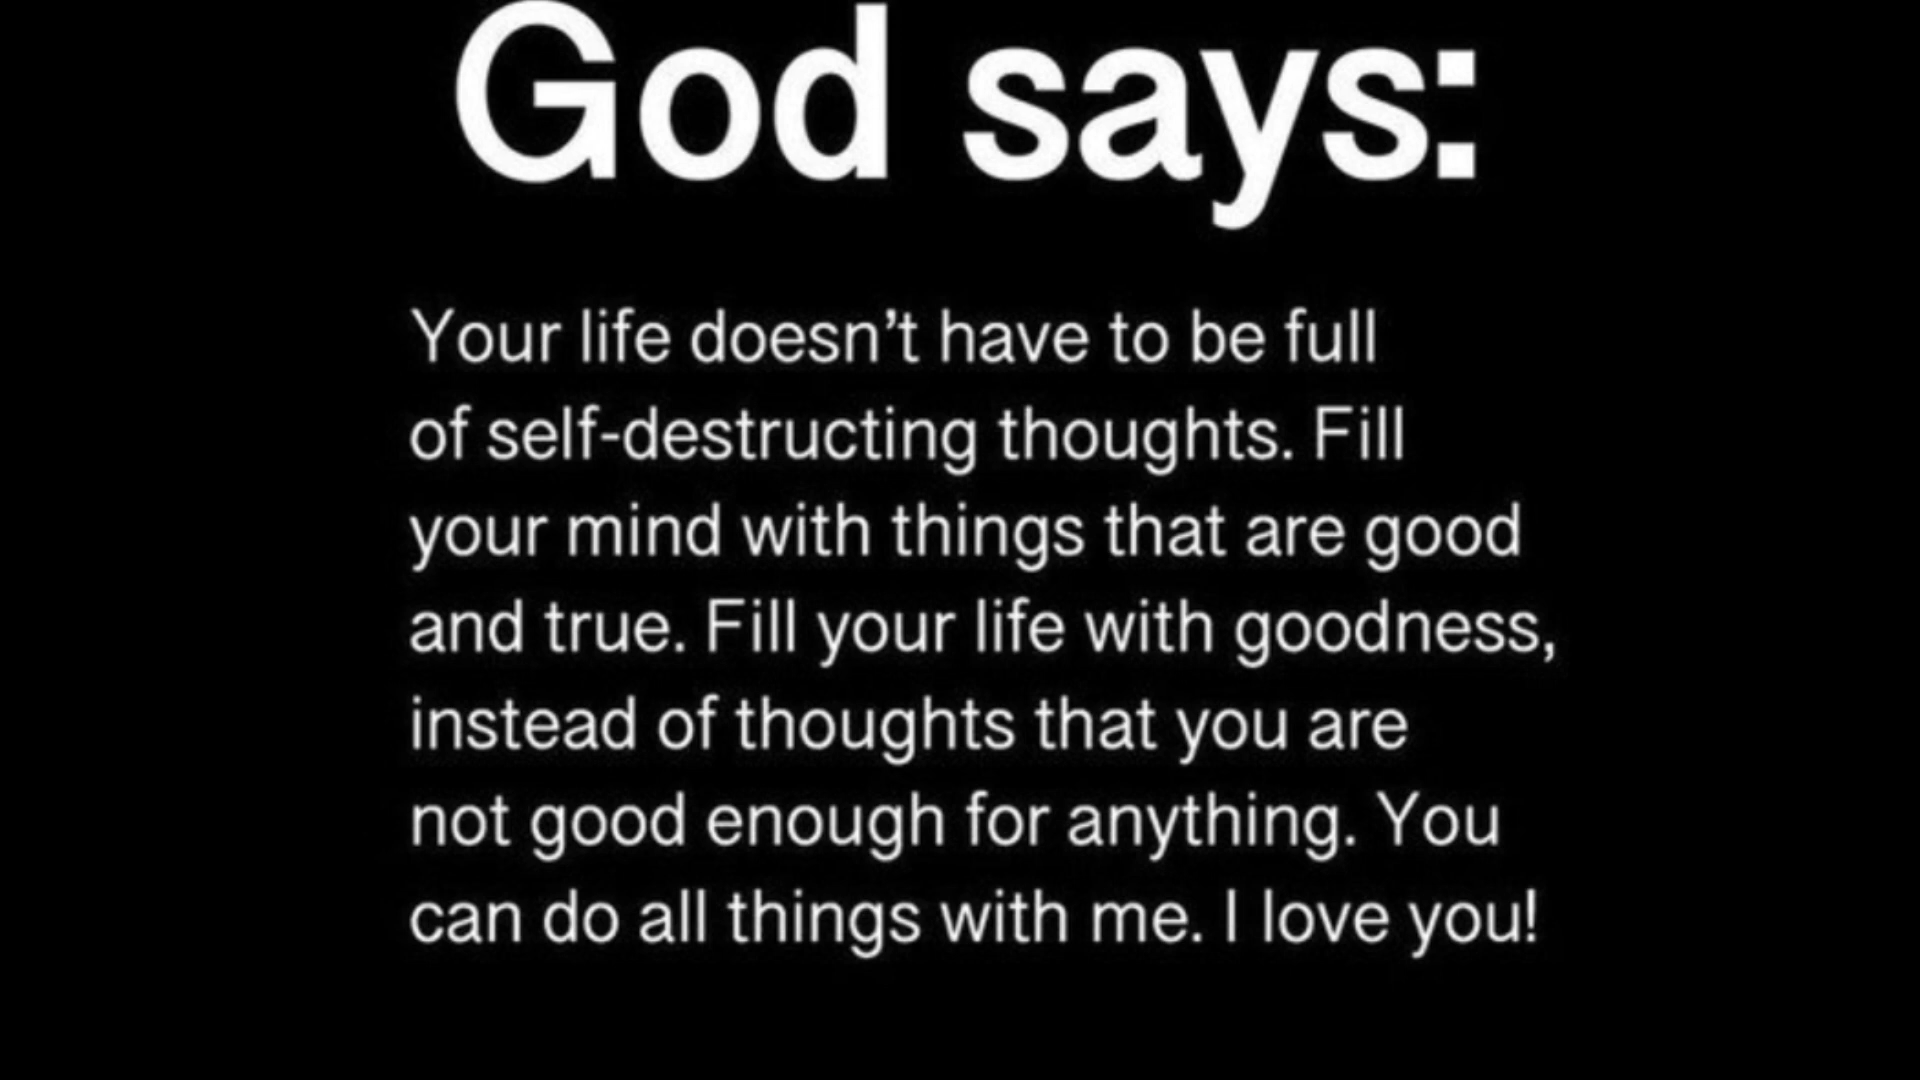 God says:
Your life doesn’t have to be full
of self-destructing thoughts. Fill
your mind with things that are good
and true. Fill your life with goodness,
instead of thoughts that you are
not good enough for anything. You
can do all things with me. I love you!